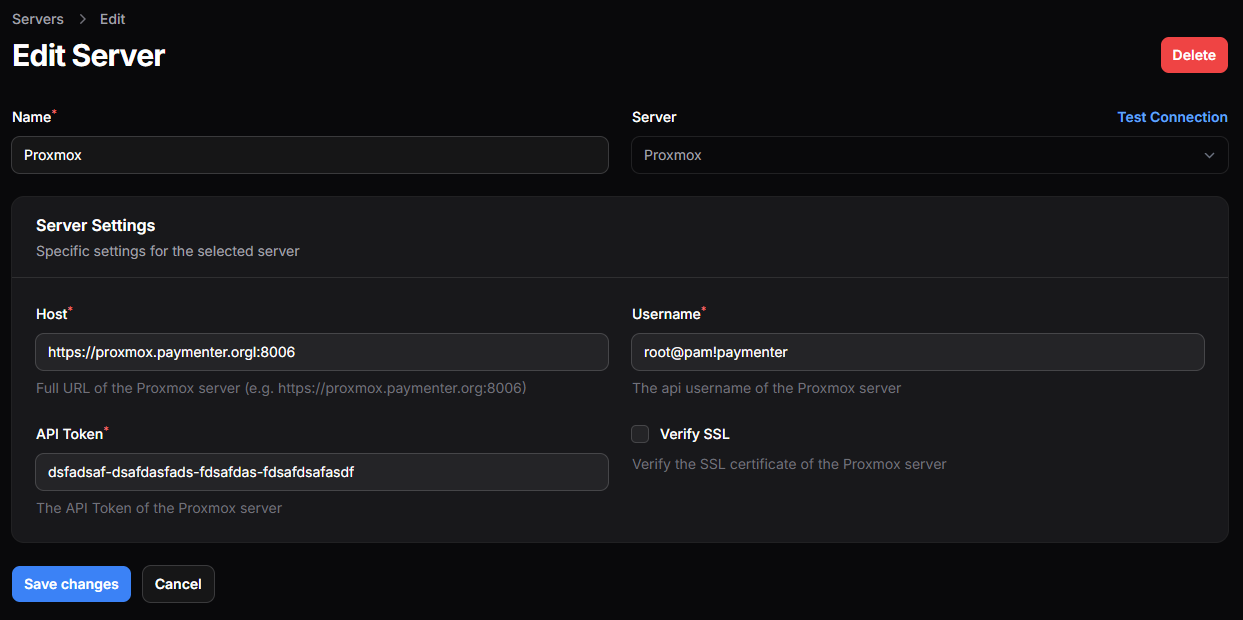 Servers > Edit
Edit Server
Delete
Name*
Server
Test Connection
Proxmox
Proxmox
Server Settings
Specific settings for the selected server
Host*
Username*
https://proxmox.paymenter.orgl:8006
root@pam!paymenter
Full URL of the Proxmox server (e.g. https://proxmox.paymenter.org:8006)
The api username of the Proxmox server
API Token*
Verify SSL
dsfadsaf-dsafdasfads-fdsafdas-fdsafdsafasdf
Verify the SSL certificate of the Proxmox server
The API Token of the Proxmox server
Save changes
Cancel